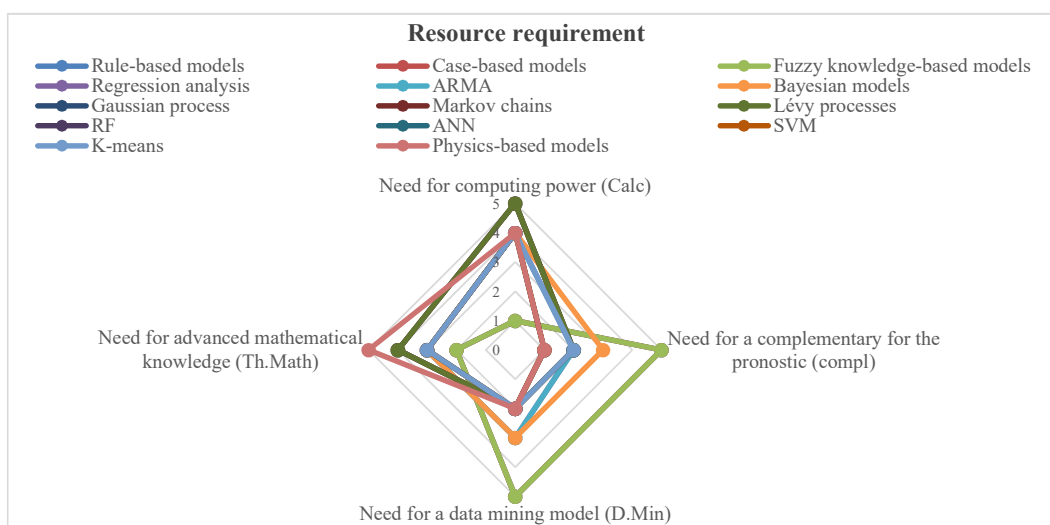 Resource requirement
Rule-based models
Case-based models
Fuzzy knowledge-based models
Regression analysis
ARMA
Bayesian models
Gaussian process
Markov chains
Lévy processes
RF
ANN
SVM
K-means
Physics-based models
Need for computing power (Calc)
5
4
3
2
1
0
Need for advanced mathematical
knowledge (Th.Math)
Need for a complementary for the
pronostic (compl)
Need for a data mining model (D.Min)